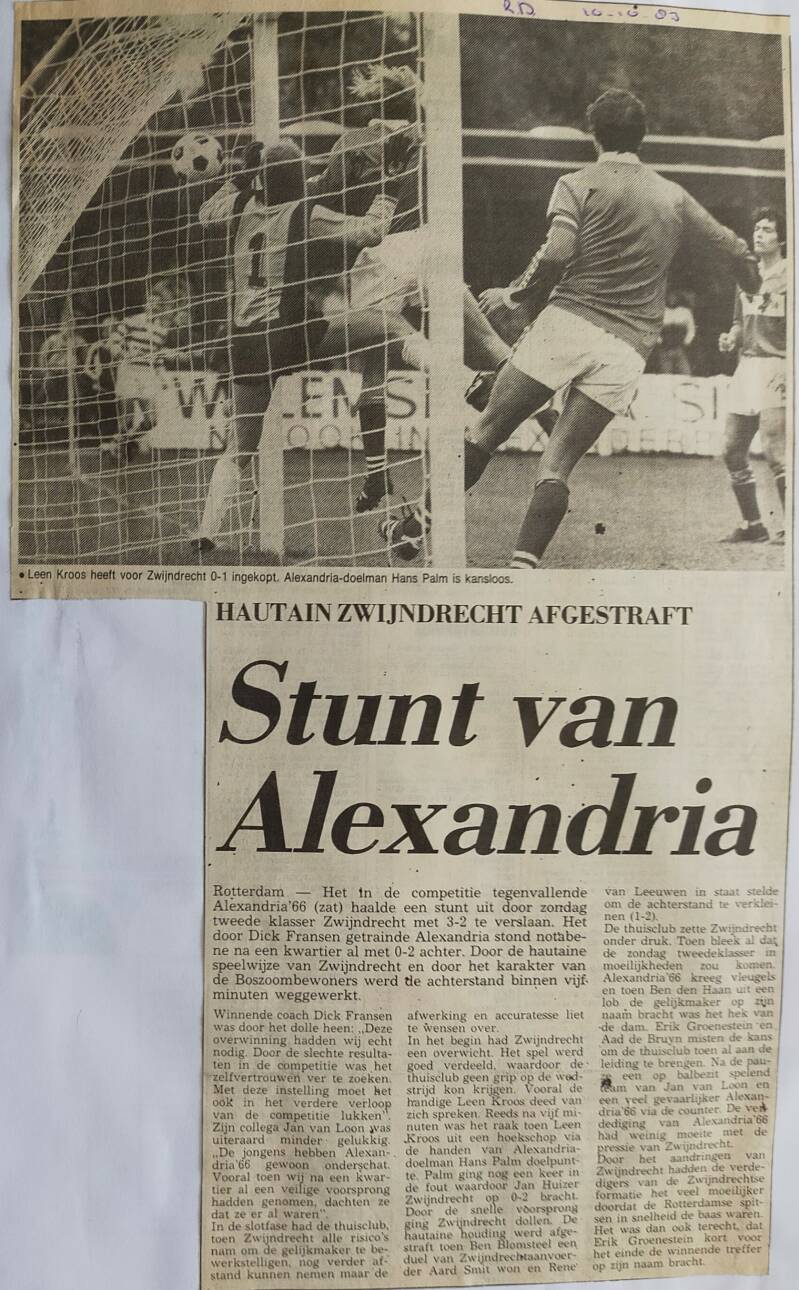 R.D. 10-10-83
1
LEN S
• Leen Kroos heeft voor Zwijndrecht 0-1 ingekopt. Alexandria-doelman Hans Palm is kansloos.
HAUTAIN ZWIJNDRECHT AFGESTRAFT
Stunt van
Alexandria
Rotterdam — Het in de competitie tegenvallende
Alexandria'66 (zat) haalde een stunt uit door zondag
tweede klasser Zwijndrecht met 3-2 te verslaan. Het
door Dick Fransen getrainde Alexandria stond notabe-
ne na een kwartier al met 0-2 achter. Door de hautaine
speelwijze van Zwijndrecht en door het karakter van
de Boszoombewoners werd de achterstand binnen vijf
minuten weggewerkt.
Winnende coach Dick Fransen
was door het dolle heen: „Deze
overwinning hadden wij echt
nodig. Door de slechte resulta-
ten in de competitie was het
zelfvertrouwen ver te zoeken.
Met deze instelling moet het
ook in het verdere verloop
van de competitie lukken".
Zijn collega Jan van Loon was
uiteraard minder gelukkig.
„De jongens hebben Alexan-
dria'66 gewoon onderschat.
Vooral toen wij na een kwar-
tier al een veilige voorsprong
hadden genomen, dachten ze
dat ze er al waren".
In de slotfase had de thuisclub,
toen Zwijndrecht alle risico's
nam om de gelijkmaker te be-
werkstelligen, nog verder af-
stand kunnen nemen maar de
afwerking en accuratesse liet
te wensen over.
In het begin had Zwijndrecht
een overwicht. Het spel werd
goed verdeeld, waardoor de
thuisclub geen grip op de wed-
strijd kon krijgen. Vooral de
handige Leen Kroos deed van
zich spreken. Reeds na vijf mi-
nuten was het raak toen Leen
Kroos uit een hoekschop via
de handen van Alexandria-
doelman Hans Palm doelpunt-
te. Palm ging nog een keer in
de fout waardoor Jan Huizer
Zwijndrecht op 0-2 bracht.
Door de snelle voorsprong
ging Zwijndrecht dollen. De
hautaine houding werd afge-
straft toen Ben Blomsteel een
duel van Zwijndrechtaanvoer-
der Aard Smit won en René
van Leeuwen in staat stelde
om de achterstand te verklei-
nen (1-2).
De thuisclub zette Zwijndrecht
onder druk. Toen bleek al dat
de zondag tweedeklasser in
moeilijkheden zou komen.
Alexandria'66 kreeg vleugels
en toen Ben den Haan uit een
lob de gelijkmaker op zijn
naam bracht was het hek van
de dam. Erik Groenestein en
Aad de Bruyn misten de kans
om de thuisclub toen al aan de
leiding te brengen. Na de pau-
ze een op balbezit spelend
team van Jan van Loon en
een veel gevaarlijker Alexan-
dria'66 via de counter. De ver-
dediging van Alexandria'66
had weinig moeite met de
pressie van Zwijndrecht.
Door het aandringen van
Zwijndrecht hadden de verde-
digers van de Zwijndrechtse
formatie het veel moeilijker
doordat de Rotterdamse spit-
sen in snelheid de baas waren.
Het was dan ook terecht, dat
Erik Groenestein kort voor
het einde de winnende treffer
op zijn naam bracht.